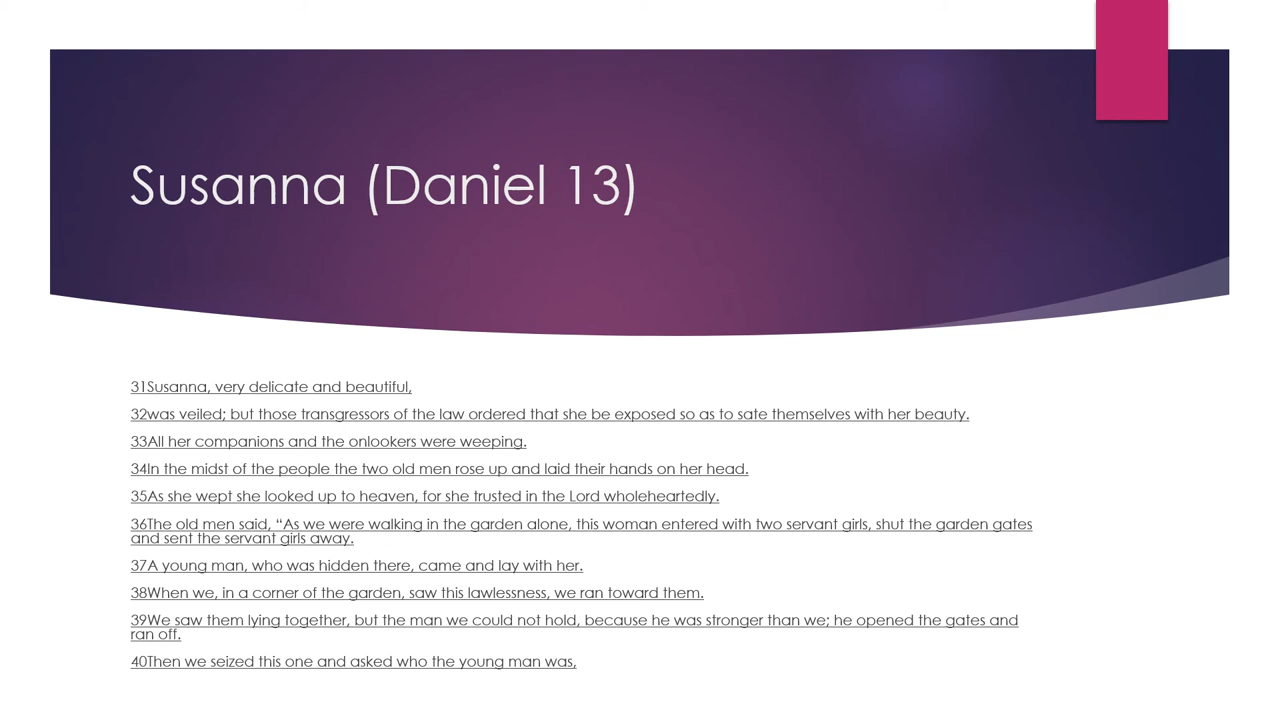 Susanna (Daniel 13)
31Susanna, very delicate and beautiful,
32was veiled; but those transgressors of the law ordered that she be exposed so as to sate themselves with her beauty.
33All her companions and the onlookers were weeping.
34In the midst of the people the two old men rose up and laid their hands on her head.
35As she wept she looked up to heaven, for she trusted in the Lord wholeheartedly.
36The old men said, “As we were walking in the garden alone, this woman entered with two servant girls, shut the garden gates
and sent the servant girls away.
37A young man, who was hidden there, came and lay with her.
38When we, in a corner of the garden, saw this lawlessness, we ran toward them.
39We saw them lying together, but the man we could not hold, because he was stronger than we; he opened the gates and
ran off.
40Then we seized this one and asked who the young man was,